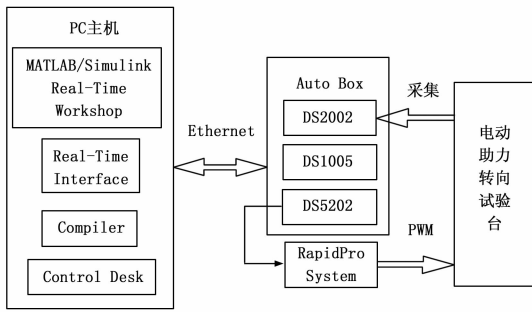 PC主机
MATLAB/Simulink
Real-Time
Workshop
Real-Time
Interface
Compiler
Control Desk
Ethernet
Auto Box
DS2002
DS1005
DS5202
RapidPro
System
采集
PWM
电动
助力
转向
试验
台